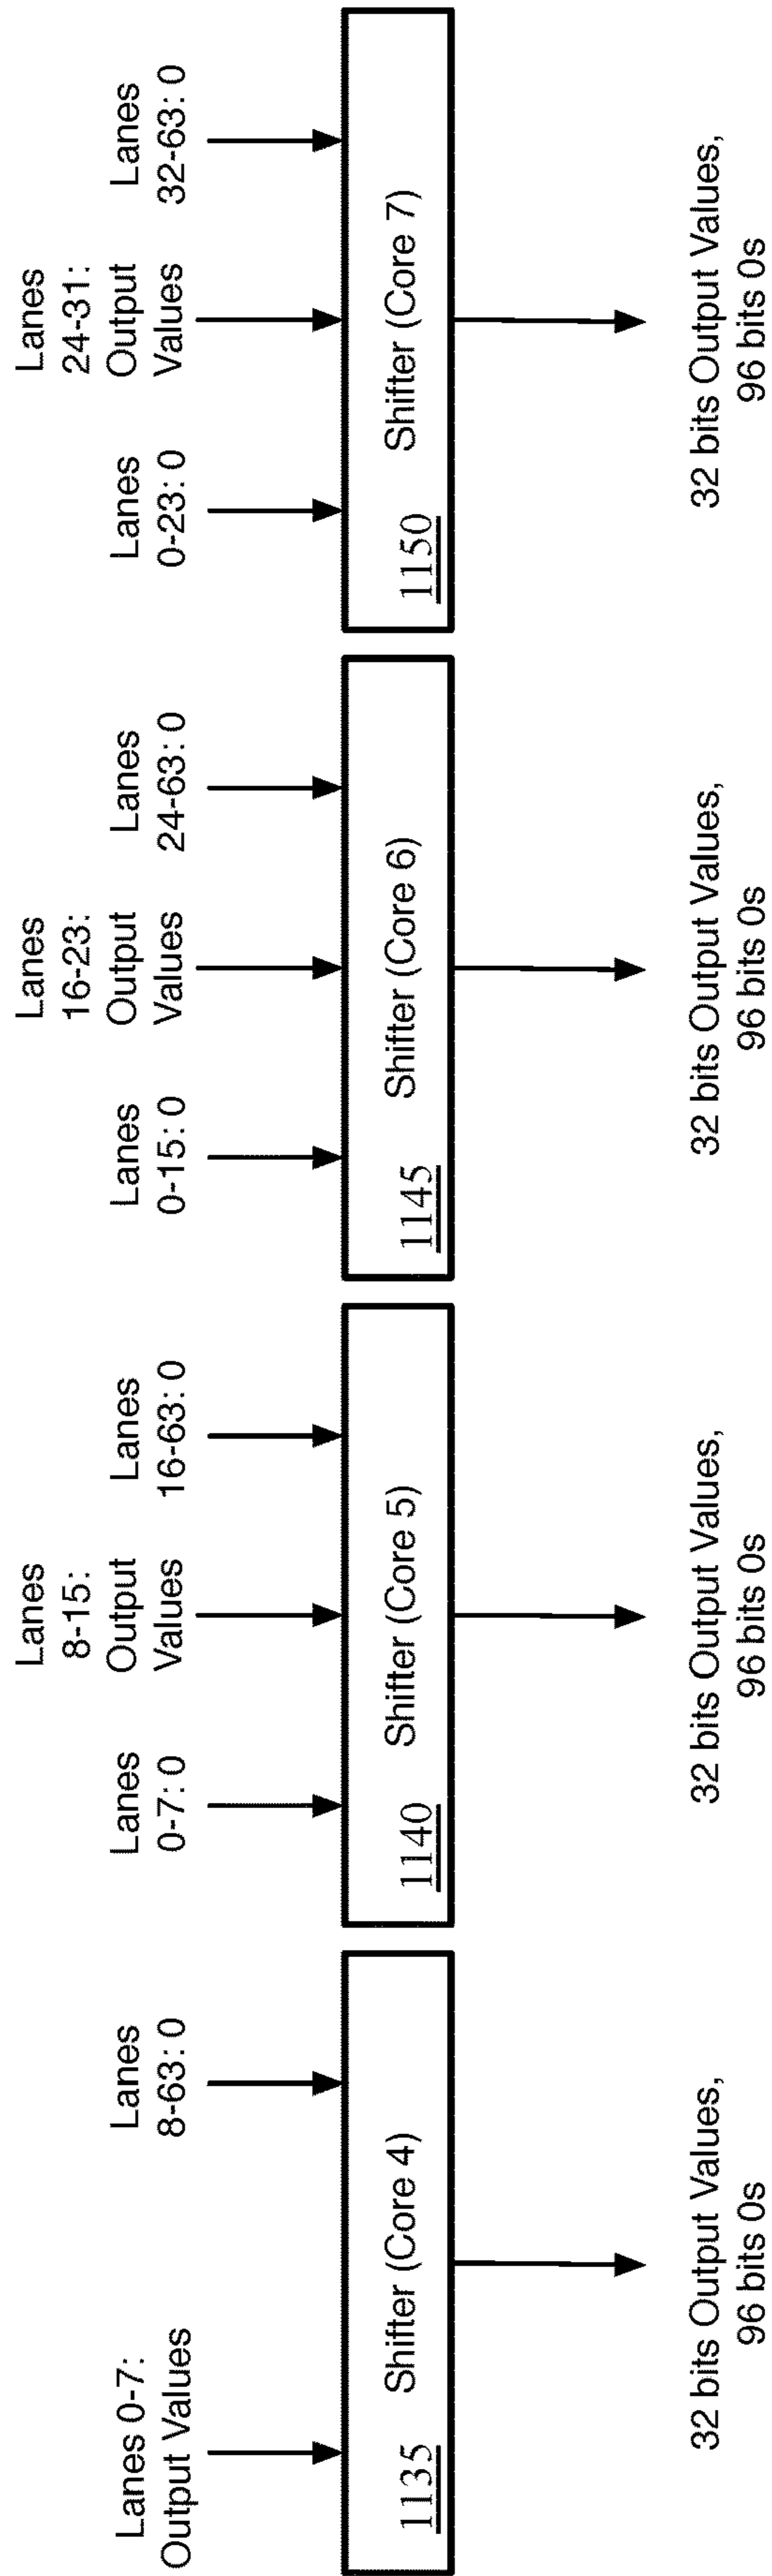 Lanes 0-7:
Output Values
Lanes
8-63: 0
1135
Shifter (Core 4)
32 bits Output Values,
96 bits 0s
Lanes
0-7: 0
Lanes
8-15:
Output
Values
Lanes
16-63: 0
1140
Shifter (Core 5)
32 bits Output Values,
96 bits 0s
Lanes
0-15: 0
Lanes
16-23:
Output
Values
Lanes
24-63: 0
1145
Shifter (Core 6)
32 bits Output Values,
96 bits 0s
Lanes
0-23: 0
Lanes
24-31:
Output
Values
Lanes
32-63: 0
1150
Shifter (Core 7)
32 bits Output Values,
96 bits 0s